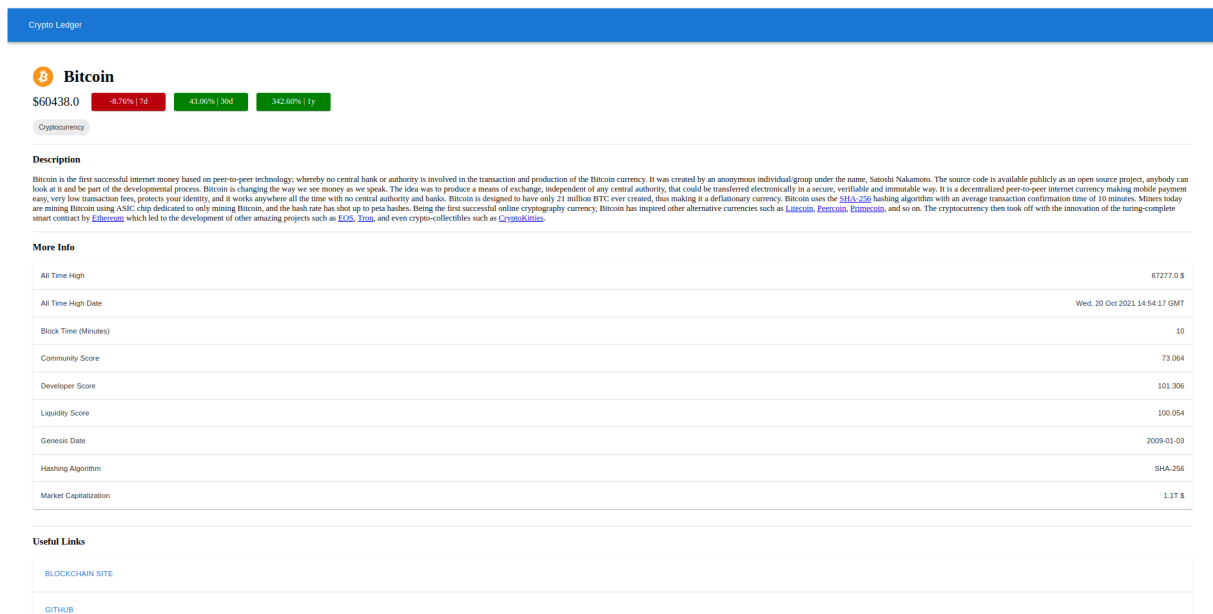 Crypto Ledger
Bitcoin
$60438.0 -8.76% | 7d 43.06% | 30d 342.60% | 1y
Cryptocurrency
Description
Bitcoin is the first successful internet money based on peer-to-peer technology; whereby no central bank or authority is involved in the transaction and production of the Bitcoin currency. It was created by an anonymous individual/group under the name, Satoshi Nakamoto. The source code is available publicly as an open source project, anybody can
look at it and be part of the developmental process. Bitcoin is changing the way we see money as we speak. The idea was to produce a means of exchange, independent of any central authority, that could be transferred electronically in a secure, verifiable and immutable way. It is a decentralized peer-to-peer internet currency making mobile payment
easy, very low transaction fees, protects your identity, and it works anywhere all the time with no central authority and banks. Bitcoin is designed to have only 21 million BTC ever created, thus making it a deflationary currency. Bitcoin uses the SHA-256 hashing algorithm with an average transaction confirmation time of 10 minutes. Miners today
are mining Bitcoin using ASIC chip dedicated to only mining Bitcoin, and the hash rate has shot up to peta hashes. Being the first successful online cryptography currency, Bitcoin has inspired other alternative currencies such as Litecoin, Peercoin, Primecoin, and so on. The cryptocurrency then took off with the innovation of the turing-complete
smart contract by Ethereum which led to the development of other amazing projects such as EOS, Tron, and even crypto-collectibles such as CryptoKitties.
More Info
All Time High 67277.0 $
All Time High Date Wed, 20 Oct 2021 14:54:17 GMT
Block Time (Minutes) 10
Community Score 73.064
Developer Score 101.306
Liquidity Score 100.054
Genesis Date 2009-01-03
Hashing Algorithm SHA-256
Market Capitalization 1.1T $
Useful Links
BLOCKCHAIN SITE
GITHUB